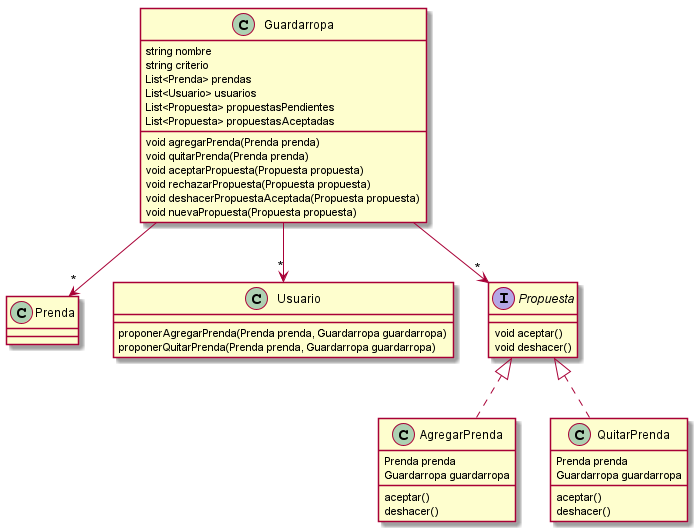 C Guardarropa
string nombre
string criterio
List<Prenda> prendas
List<Usuario> usuarios
List<Propuesta> propuestasPendientes
List<Propuesta> propuestasAceptadas
void agregarPrenda(Prenda prenda)
void quitarPrenda(Prenda prenda)
void aceptarPropuesta(Propuesta propuesta)
void rechazarPropuesta(Propuesta propuesta)
void deshacerPropuestaAceptada(Propuesta propuesta)
void nuevaPropuesta(Propuesta propuesta)
*
*
*
C Prenda
C Usuario
proponerAgregarPrenda(Prenda prenda, Guardarropa guardarropa)
proponerQuitarPrenda(Prenda prenda, Guardarropa guardarropa)
I Propuesta
void aceptar()
void deshacer()
C AgregarPrenda
Prenda prenda
Guardarropa guardarropa
aceptar()
deshacer()
C QuitarPrenda
Prenda prenda
Guardarropa guardarropa
aceptar()
deshacer()